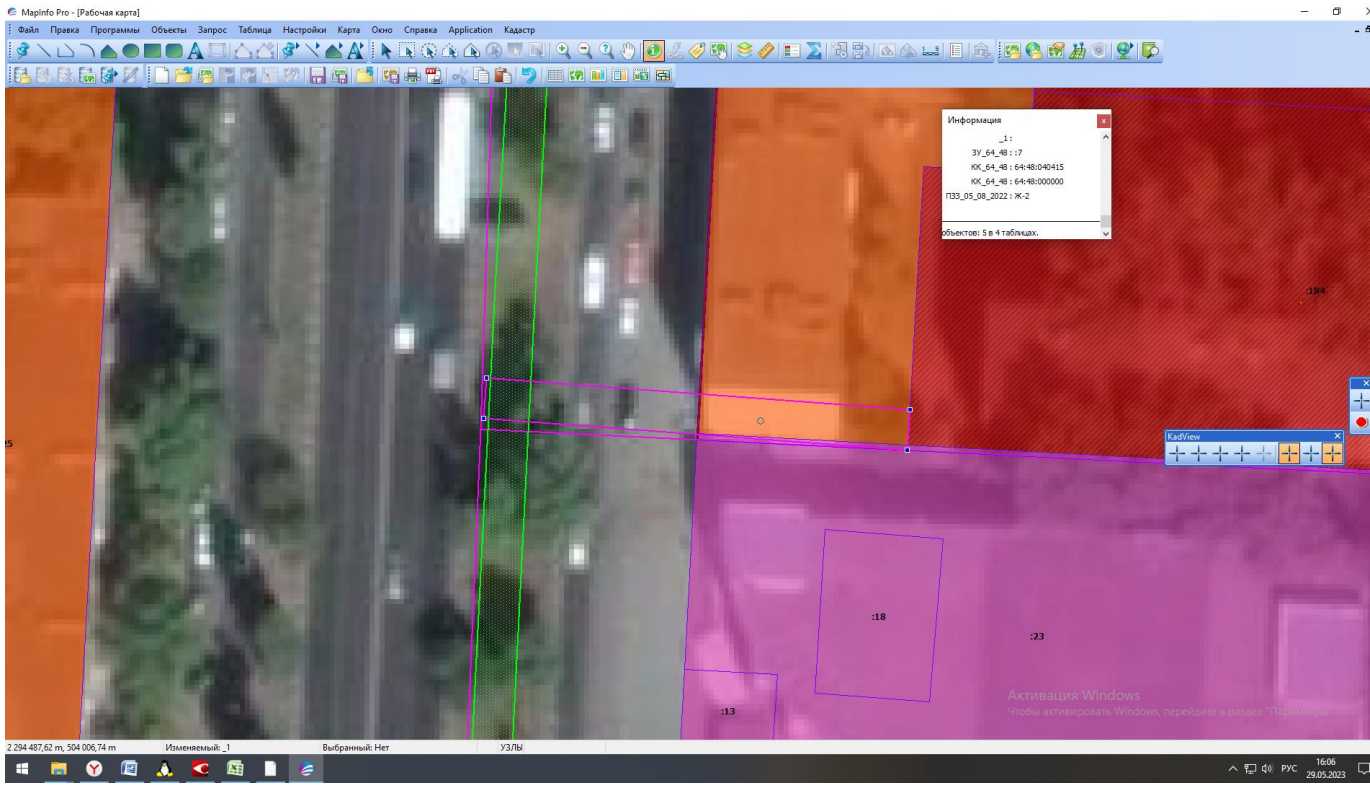 MapInfo Pro - [Рабочая карта]
Файл Правка Программы Объекты Запрос Таблица Настройки Карта Окно Справка Application Кадастр
Информация
_1 :
ЗУ_64_48 : :7
КК_64_48 : 64:48:040415
КК_64_48 : 64:48:000000
ПЗЗ_05_08_2022 : Ж-2
объектов: 5 в 4 таблицах.
:184
KadView
:18
:23
:13
Активация Windows
Чтобы активировать Windows, перейдите в раздел "Параметры
2 294 487,62 m, 504 006,74 m Изменяемый: _1 Выбранный: Нет УЗЛЫ
РУС 16:06
29.05.2023